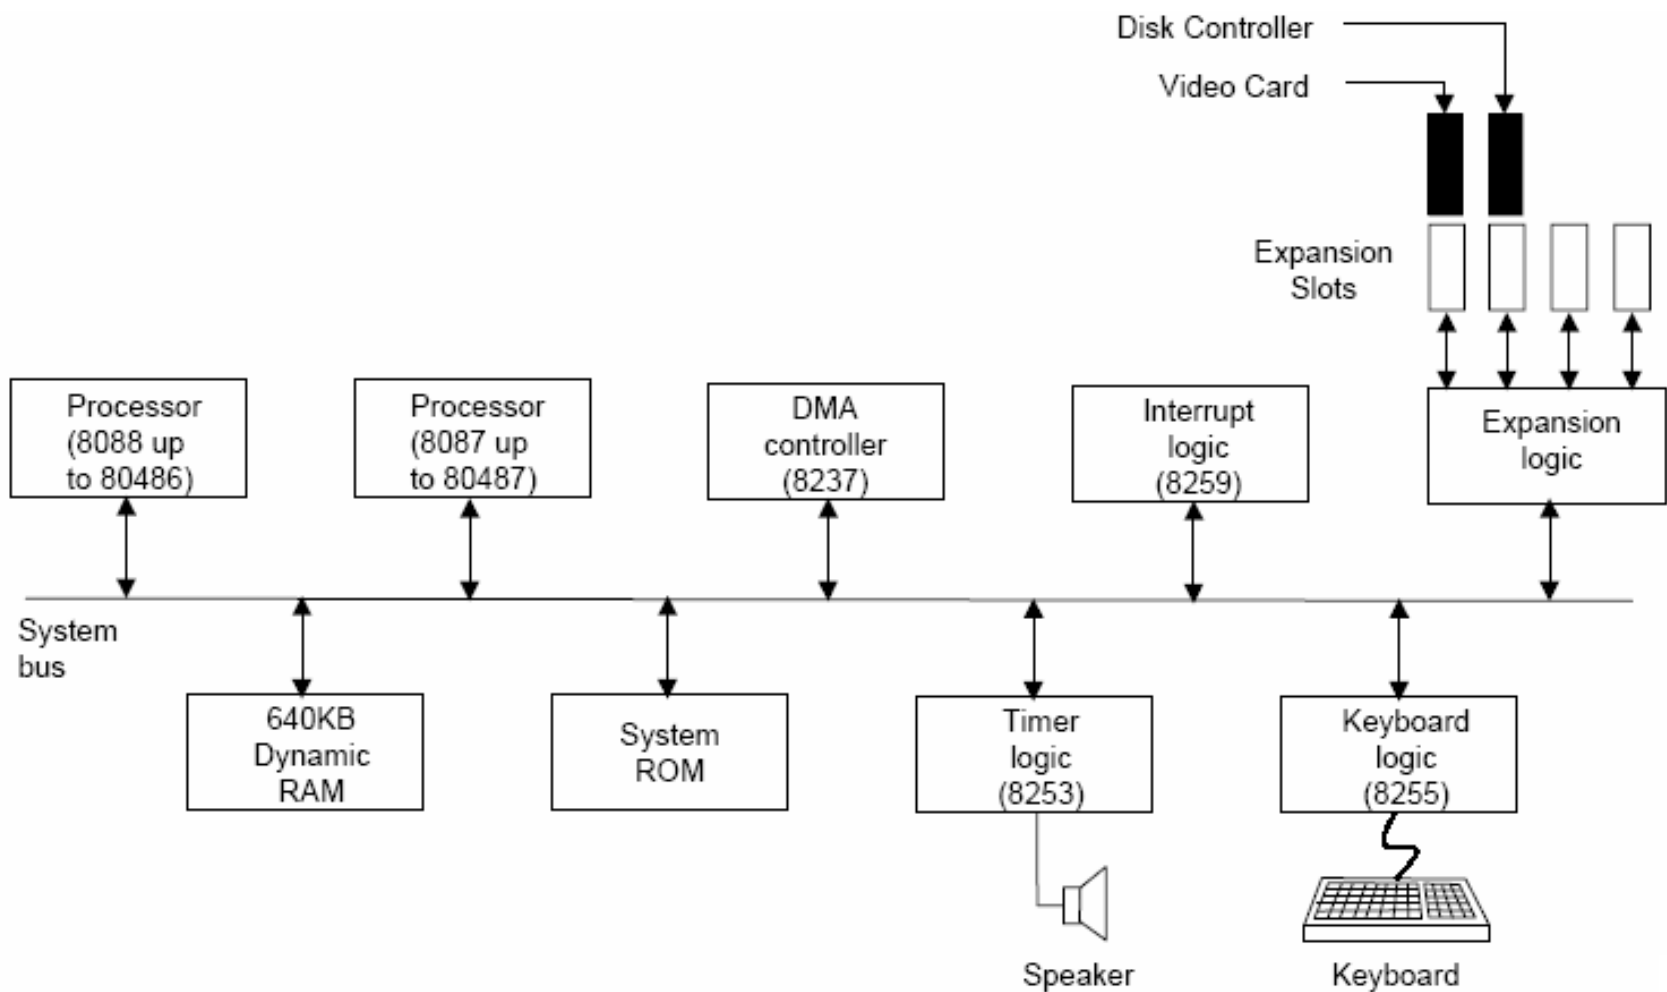 Disk Controller
Video Card
Expansion
Slots
Processor
(8088 up
to 80486)
Processor
(8087 up
to 80487)
DMA
controller
(8237)
Interrupt
logic
(8259)
Expansion
logic
System
bus
640KB
Dynamic
RAM
System
ROM
Timer
logic
(8253)
Keyboard
logic
(8255)
Speaker
Keyboard